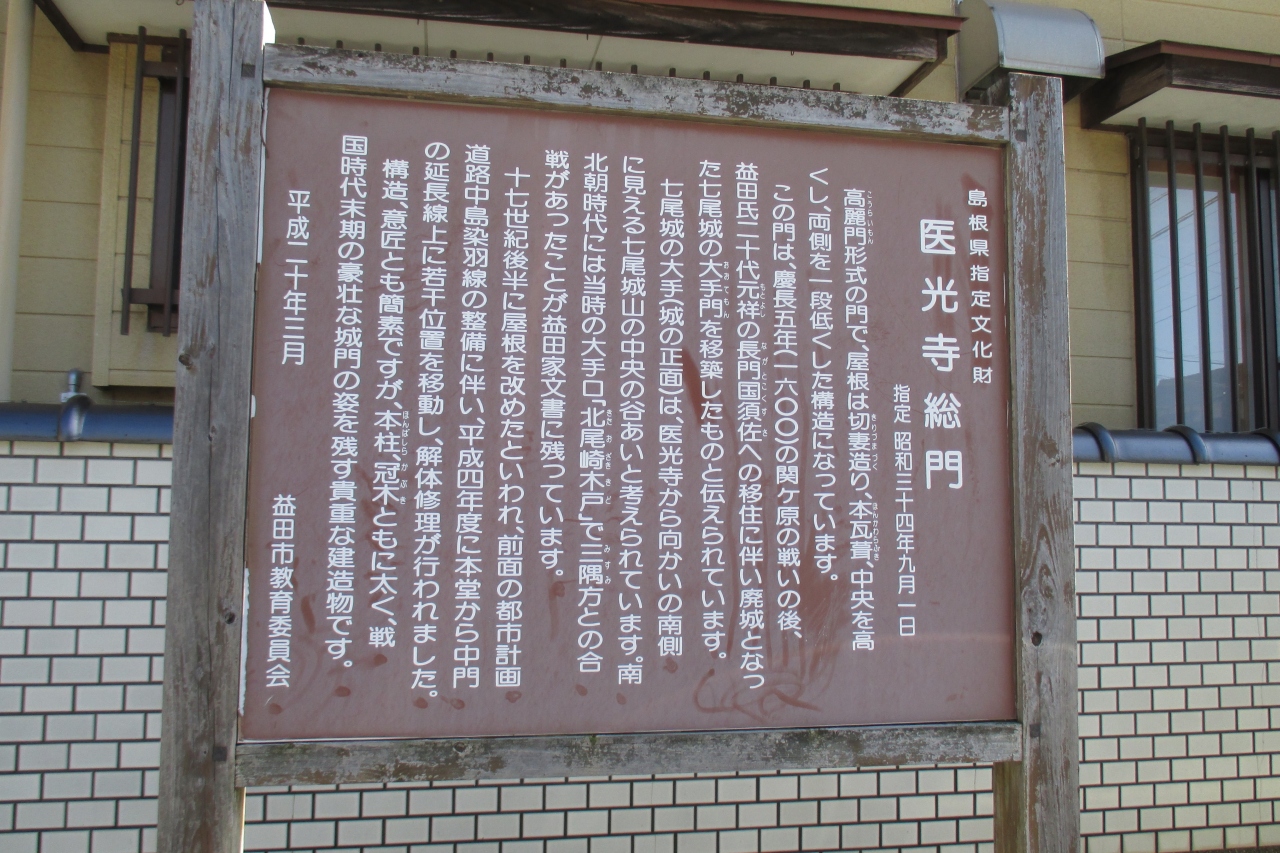 島根県指定文化財
医光寺総門
指定 昭和三十四年九月一日
高麗門形式の門で、屋根は切妻造り、本瓦葺、中央を高
くし、両側を一段低くした構造になっています。
この門は、慶長五年(一六〇〇)の関ヶ原の戦いの後、
益田氏二十代元祥の長門国須佐への移住に伴い廃城となっ
た七尾城の大手門を移築したものと伝えられています。
七尾城の大手(城の正面)は、医光寺から向かいの南側
に見える七尾城山の中央の谷あいと考えられています。南
北朝時代には当時の大手口「北尾崎木戸」で三隅方との合
戦があったことが益田家文書に残っています。
十七世紀後半に屋根を改めたといわれ、前面の都市計画
道路中島染羽線の整備に伴い、平成四年度に本堂から中門
の延長線上に若干位置を移動し、解体修理が行われました。
構造、意匠とも簡素ですが、本柱、冠木ともに太く、戦
国時代末期の豪壮な城門の姿を残す貴重な建造物です。
平成二十年三月
益田市教育委員会